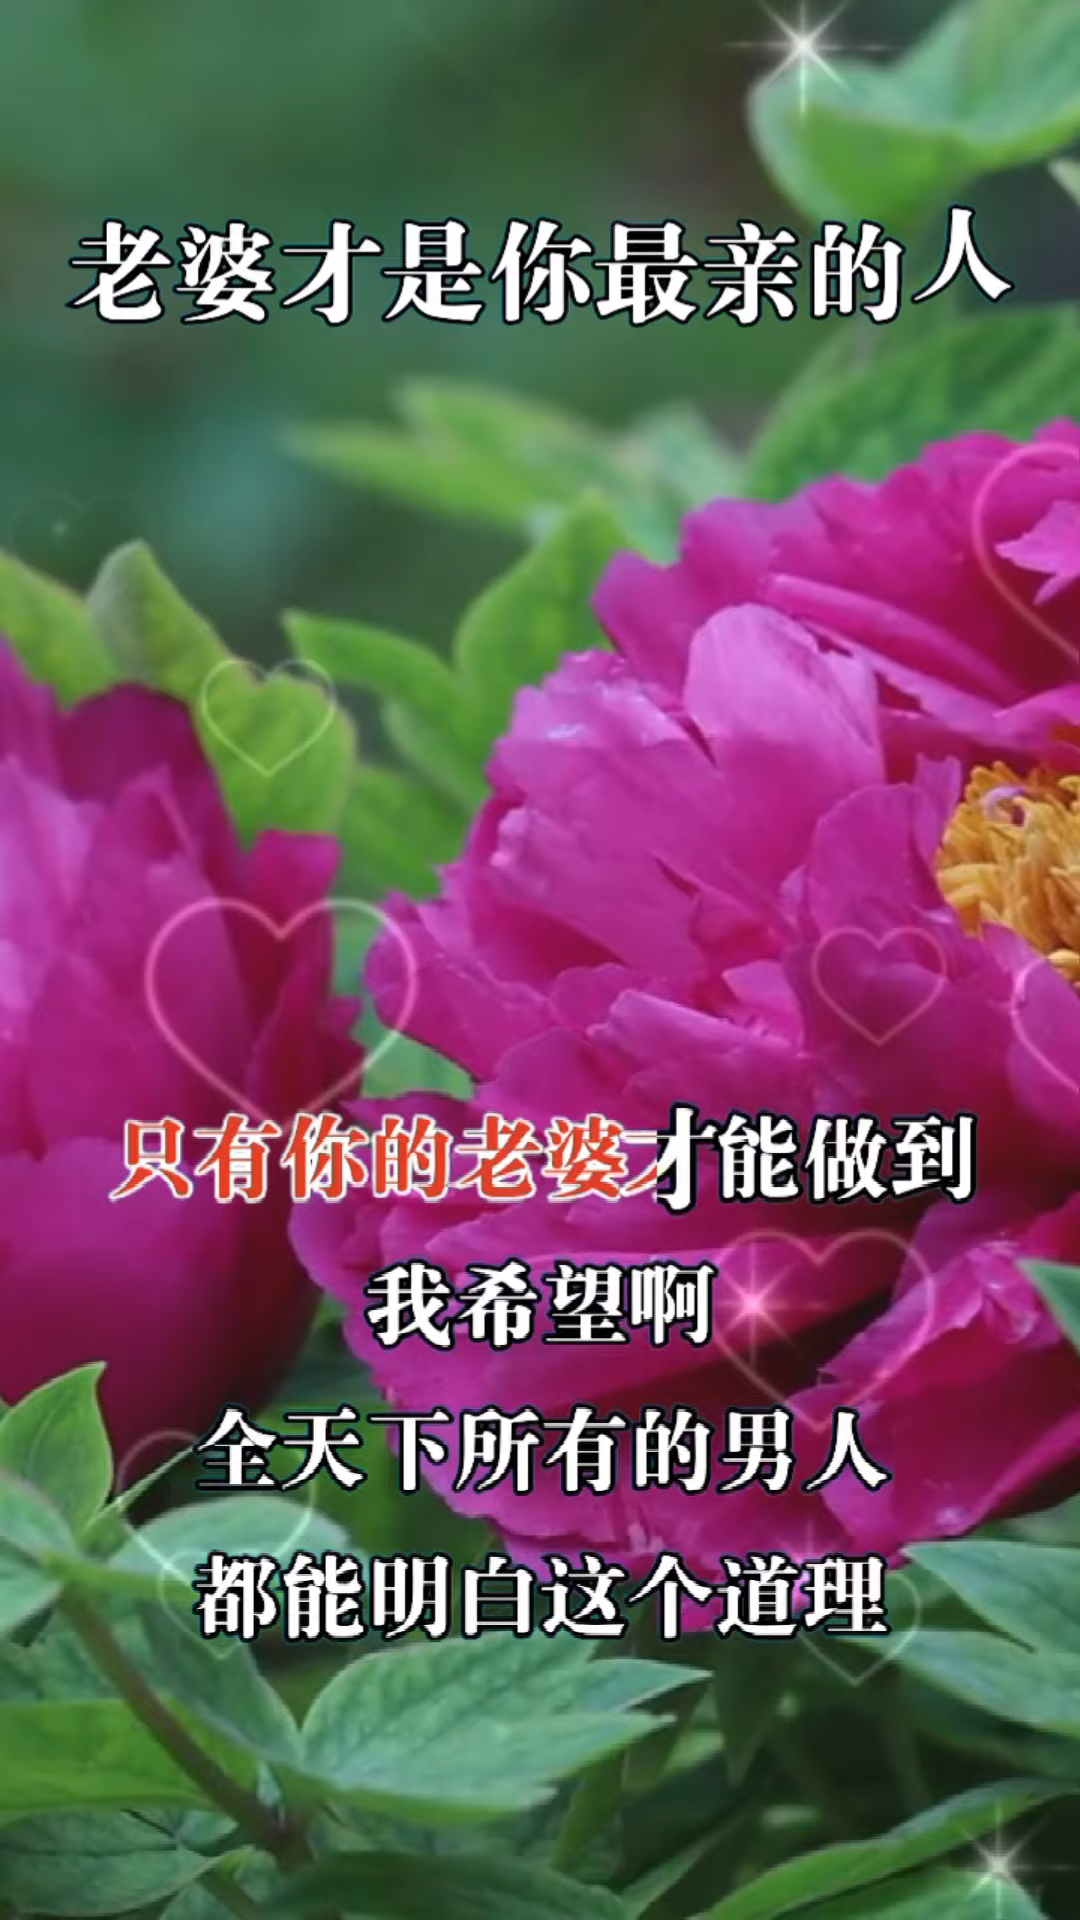 老婆才是你最亲的人
只有你的老婆才能做到
我希望啊
全天下所有的男人
都能明白这个道理